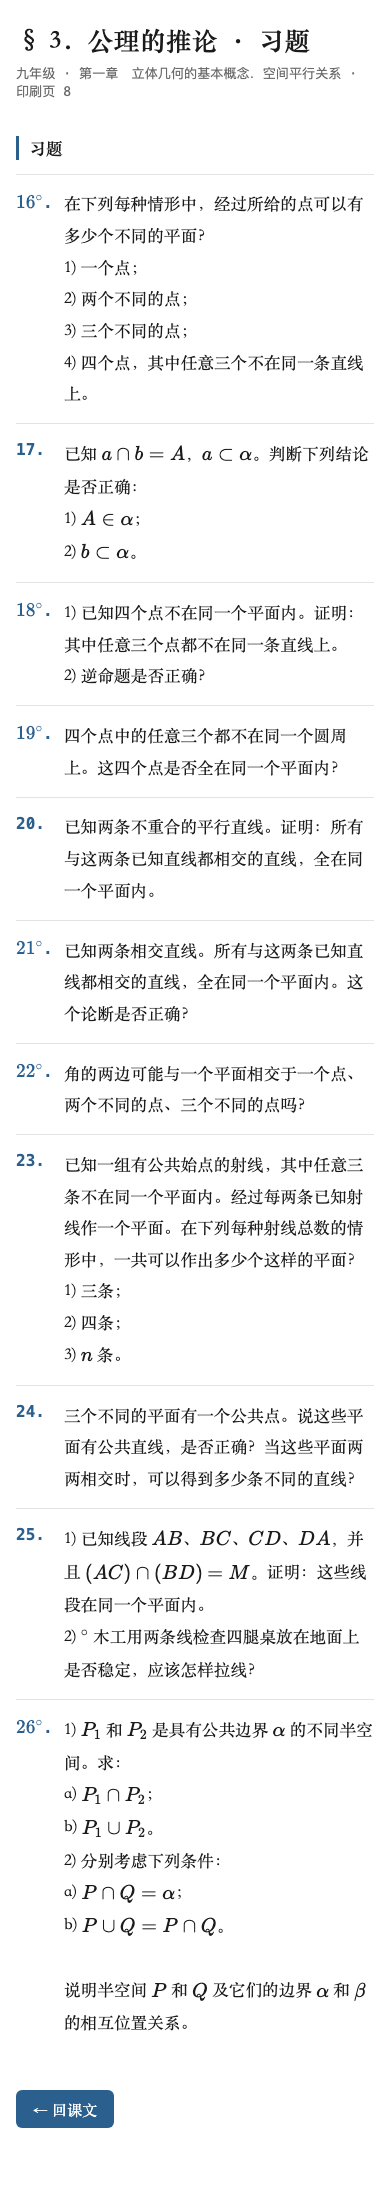 § 3. 公理的推论 · 习题
九年级 · 第一章 立体几何的基本概念. 空间平行关系 ·
印刷页 8
习题
16°. 在下列每种情形中，经过所给的点可以有
多少个不同的平面？
1) 一个点；
2) 两个不同的点；
3) 三个不同的点；
4) 四个点，其中任意三个不在同一条直线
上。
17. 已知 a ∩ b = A，a ⊂ α。判断下列结论
是否正确：
1) A ∈ α；
2) b ⊂ α。
18°. 1) 已知四个点不在同一个平面内。证明：
其中任意三个点都不在同一条直线上。
2) 逆命题是否正确？
19°. 四个点中的任意三个都不在同一个圆周
上。这四个点是否全在同一个平面内？
20. 已知两条不重合的平行直线。证明：所有
与这两条已知直线都相交的直线，全在同
一个平面内。
21°. 已知两条相交直线。所有与这两条已知直
线都相交的直线，全在同一个平面内。这
个论断是否正确？
22°. 角的两边可能与一个平面相交于一个点、
两个不同的点、三个不同的点吗？
23. 已知一组有公共始点的射线，其中任意三
条不在同一个平面内。经过每两条已知射
线作一个平面。在下列每种射线总数的情
形中，一共可以作出多少个这样的平面？
1) 三条；
2) 四条；
3) n 条。
24. 三个不同的平面有一个公共点。说这些平
面有公共直线，是否正确？当这些平面两
两相交时，可以得到多少条不同的直线？
25. 1) 已知线段 AB、BC、CD、DA，并
且 (AC) ∩ (BD) = M。证明：这些线
段在同一个平面内。
2) ° 木工用两条线检查四腿桌放在地面上
是否稳定，应该怎样拉线？
26°. 1) P₁ 和 P₂ 是具有公共边界 α 的不同半空
间。求：
a) P₁ ∩ P₂；
b) P₁ ∪ P₂。
2) 分别考虑下列条件：
a) P ∩ Q = α；
b) P ∪ Q = P ∩ Q。
说明半空间 P 和 Q 及它们的边界 α 和 β
的相互位置关系。
← 回课文